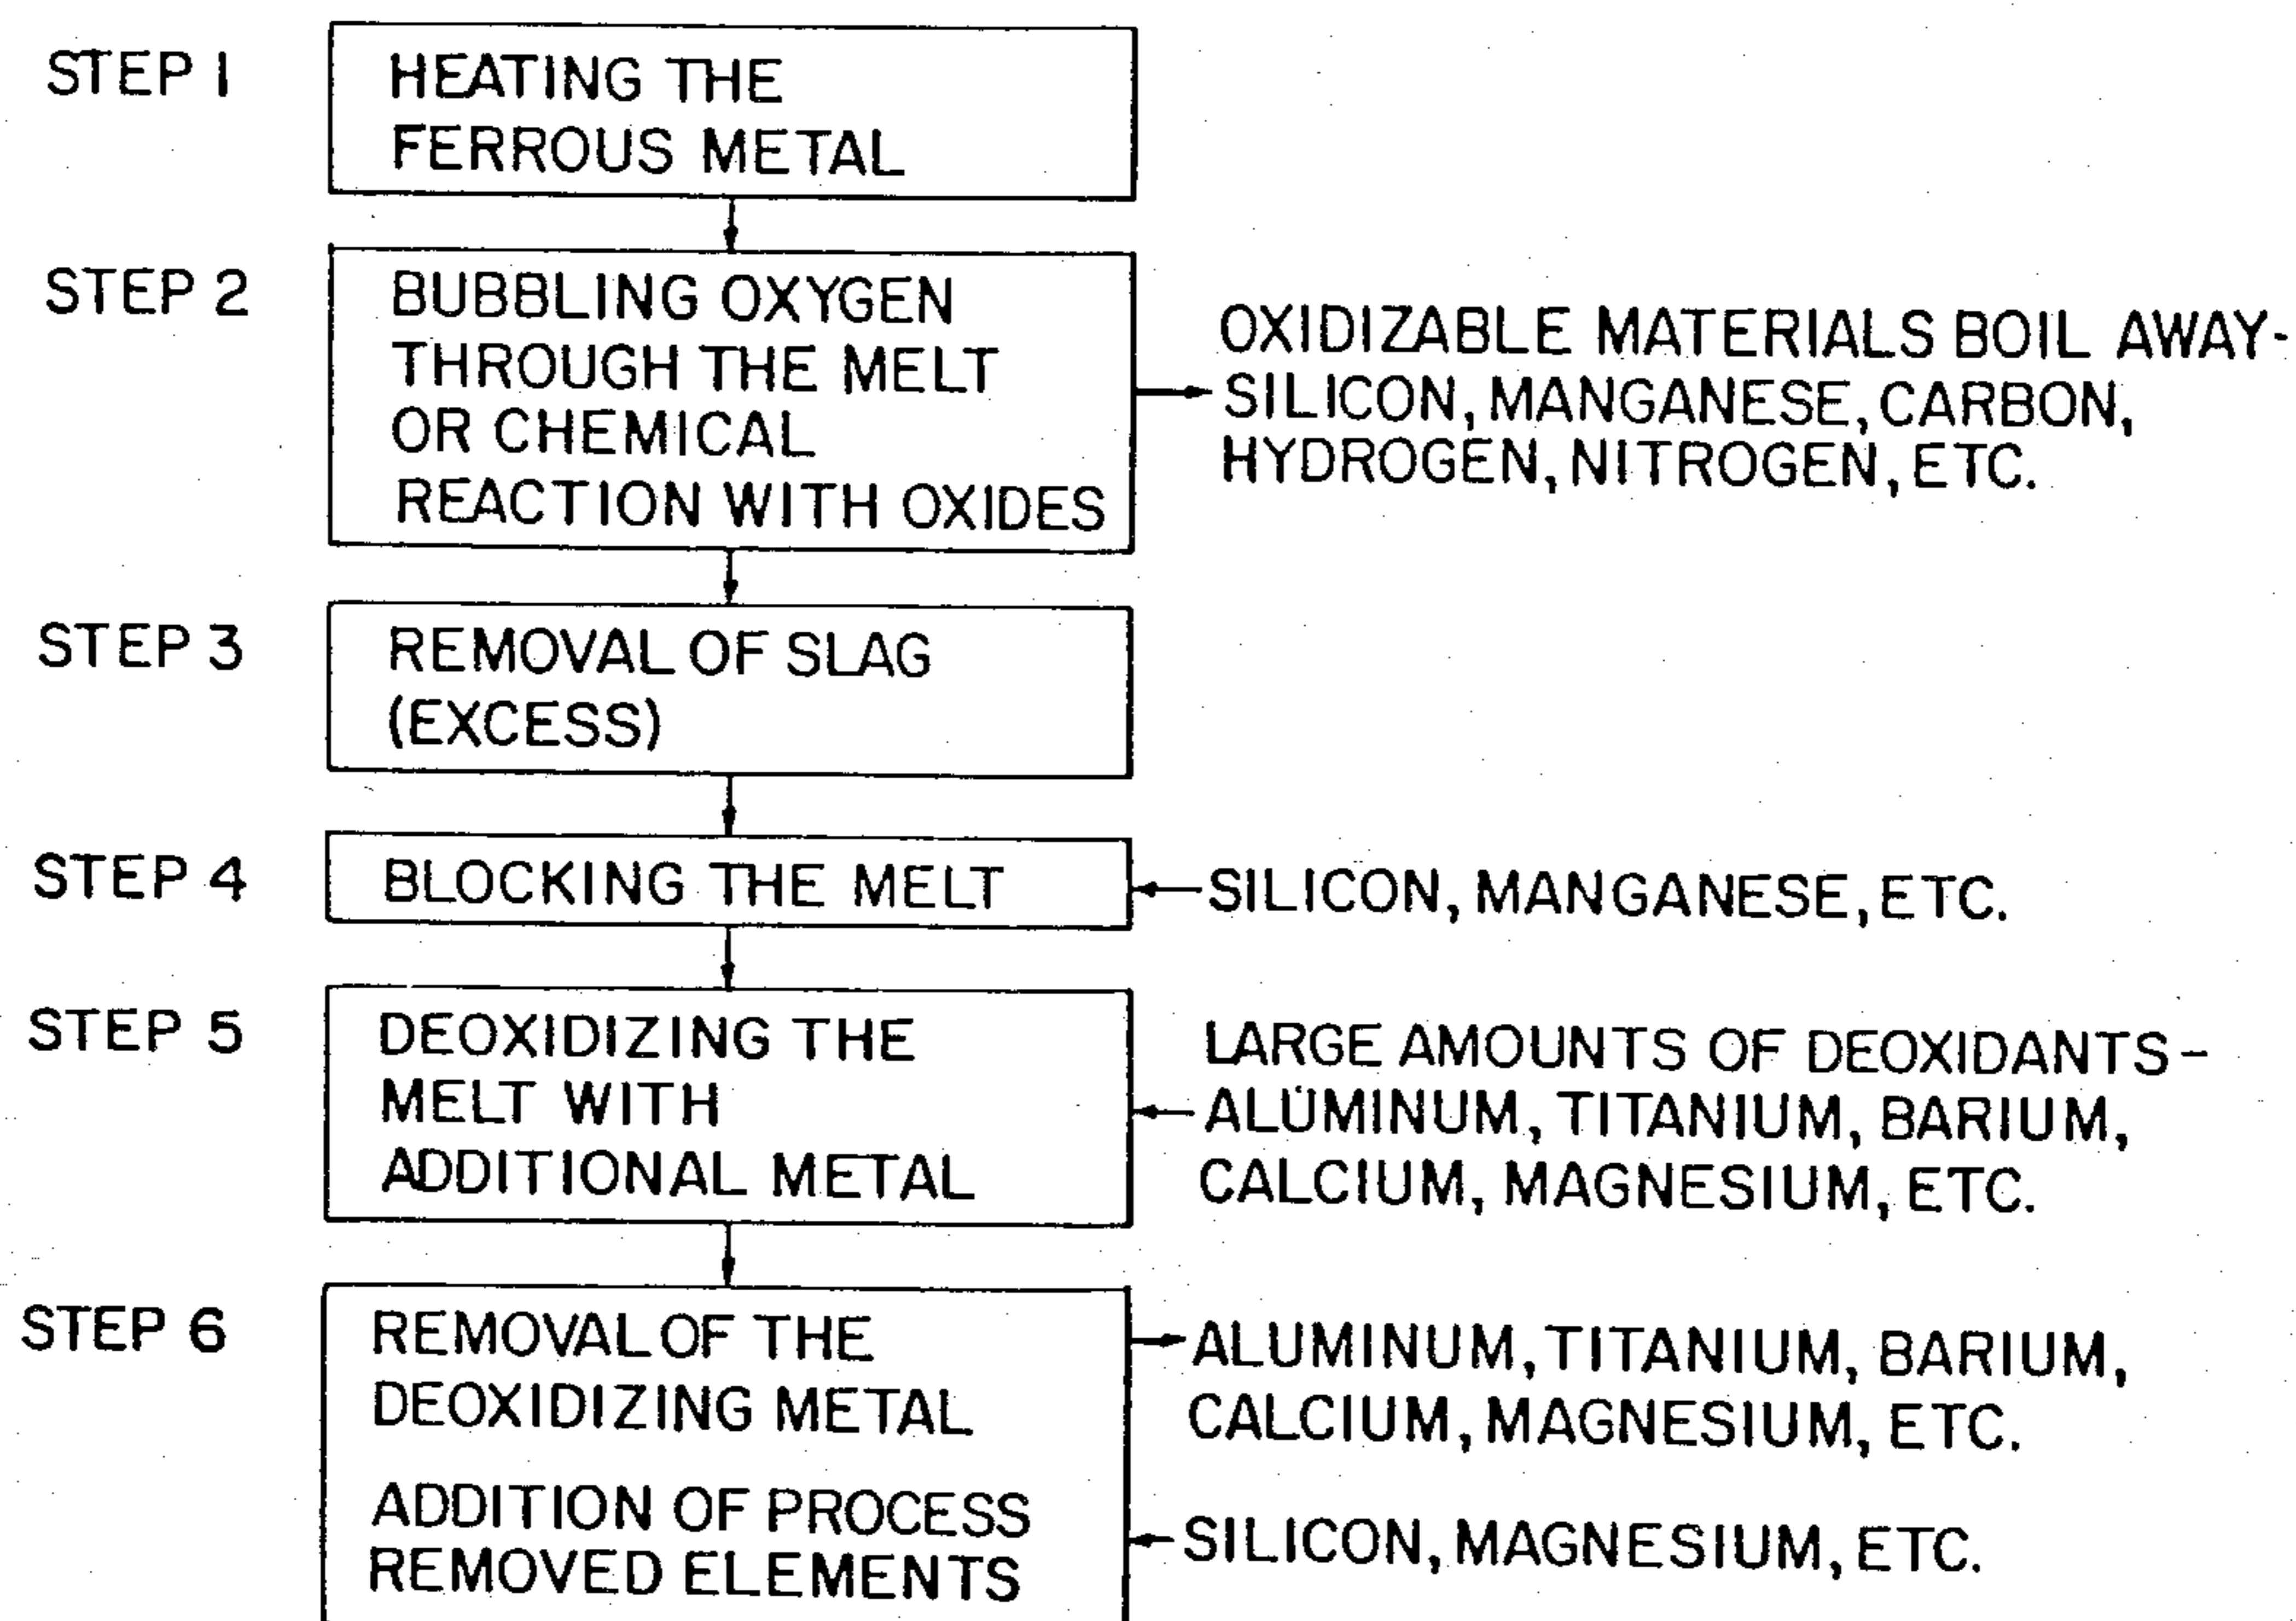 STEP 1
HEATING THE
FERROUS METAL
STEP 2
BUBBLING OXYGEN
THROUGH THE MELT
OR CHEMICAL
REACTION WITH OXIDES
OXIDIZABLE MATERIALS BOIL AWAY-
SILICON, MANGANESE, CARBON,
HYDROGEN, NITROGEN, ETC.
STEP 3
REMOVAL OF SLAG
(EXCESS)
STEP 4
BLOCKING THE MELT
SILICON, MANGANESE, ETC.
STEP 5
DEOXIDIZING THE
MELT WITH
ADDITIONAL METAL
LARGE AMOUNTS OF DEOXIDANTS-
ALUMINUM, TITANIUM, BARIUM,
CALCIUM, MAGNESIUM, ETC.
STEP 6
REMOVAL OF THE
DEOXIDIZING METAL
ALUMINUM, TITANIUM, BARIUM,
CALCIUM, MAGNESIUM, ETC.
ADDITION OF PROCESS
REMOVED ELEMENTS
SILICON, MAGNESIUM, ETC.